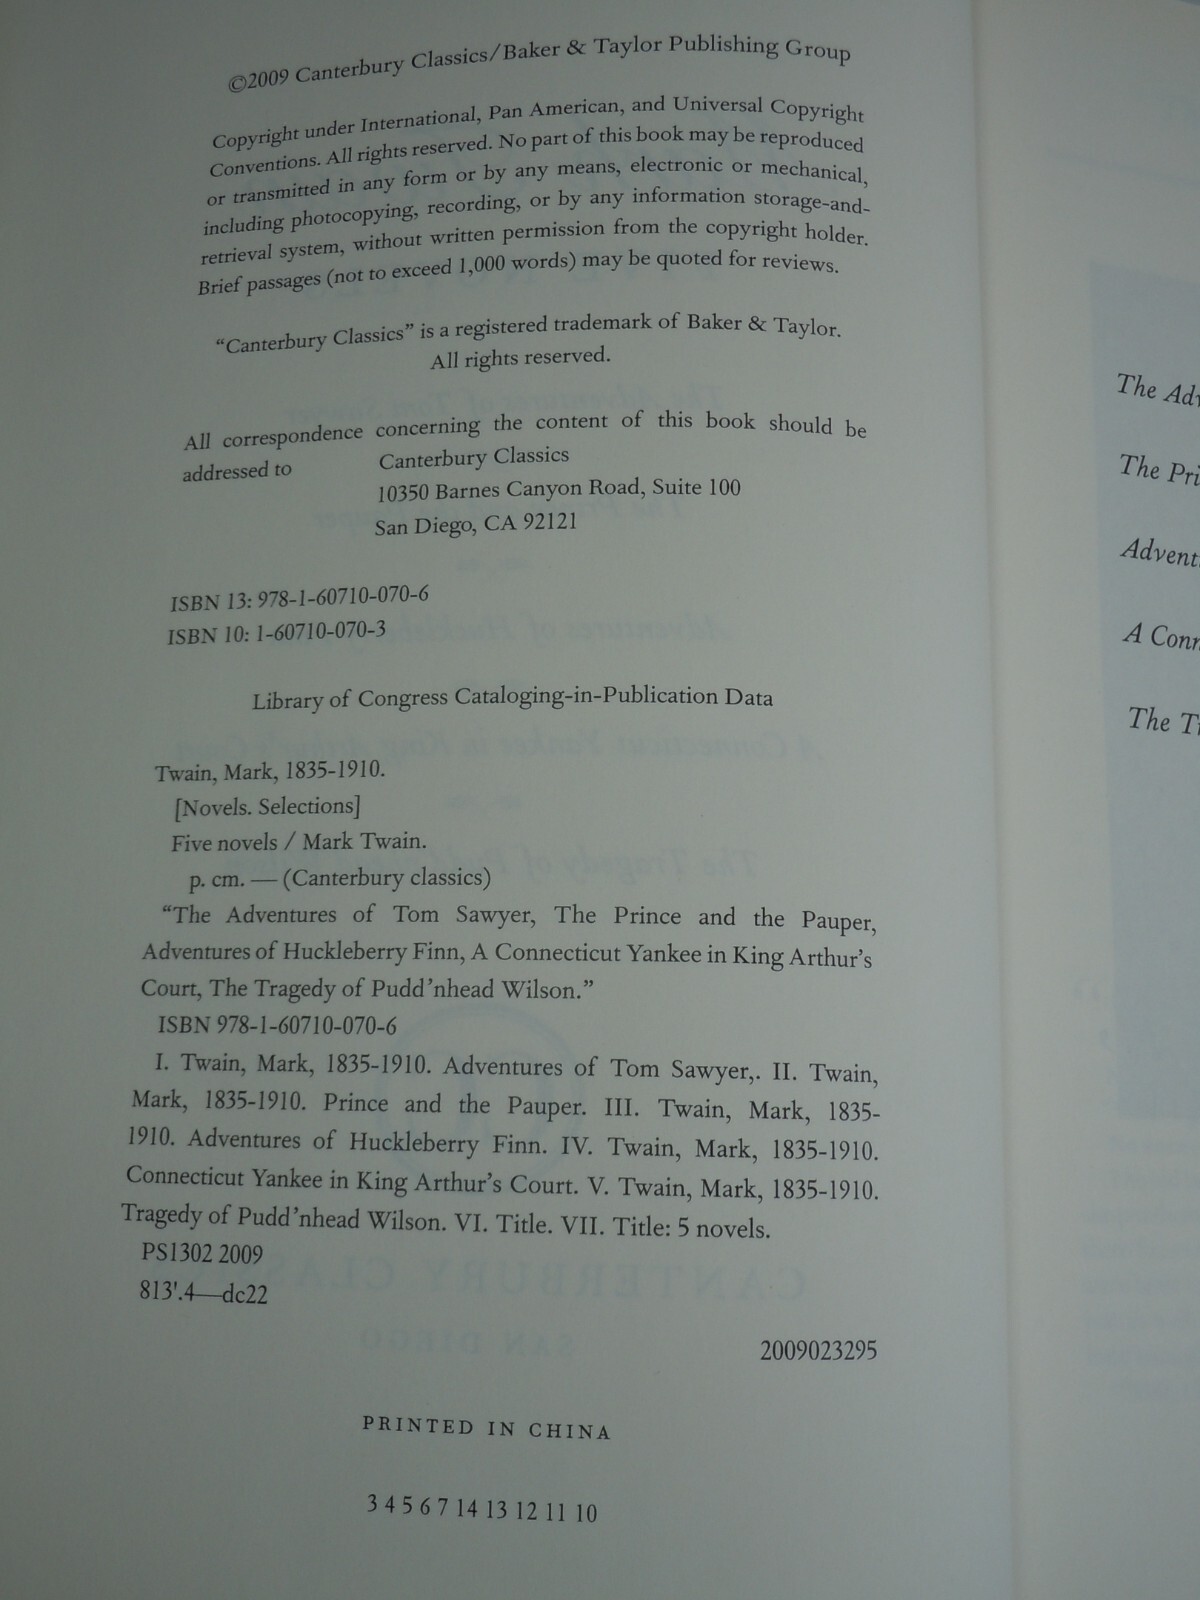 ©2009 Canterbury Classics/Baker & Taylor Publishing Group
Copyright under International, Pan American, and Universal Copyright
Conventions. All rights reserved. No part of this book may be reproduced
or transmitted in any form or by any means, electronic or mechanical,
including photocopying, recording, or by any information storage-and-
retrieval system, without written permission from the copyright holder.
Brief passages (not to exceed 1,000 words) may be quoted for reviews.
“Canterbury Classics” is a registered trademark of Baker & Taylor.
All rights reserved.
All correspondence concerning the content of this book should be
addressed to Canterbury Classics
10350 Barnes Canyon Road, Suite 100
San Diego, CA 92121
ISBN 13: 978-1-60710-070-6
ISBN 10: 1-60710-070-3
Library of Congress Cataloging-in-Publication Data
Twain, Mark, 1835-1910.
[Novels. Selections]
Five novels / Mark Twain.
p. cm. — (Canterbury classics)
“The Adventures of Tom Sawyer, The Prince and the Pauper,
Adventures of Huckleberry Finn, A Connecticut Yankee in King Arthur’s
Court, The Tragedy of Pudd’nhead Wilson.”
ISBN 978-1-60710-070-6
I. Twain, Mark, 1835-1910. Adventures of Tom Sawyer,. II. Twain,
Mark, 1835-1910. Prince and the Pauper. III. Twain, Mark, 1835-
1910. Adventures of Huckleberry Finn. IV. Twain, Mark, 1835-1910.
Connecticut Yankee in King Arthur’s Court. V. Twain, Mark, 1835-1910.
Tragedy of Pudd’nhead Wilson. VI. Title. VII. Title: 5 novels.
PS1302 2009
813'.4—dc22
2009023295
PRINTED IN CHINA
3 4 5 6 7 14 13 12 11 10
The Adv
The Pri
Advent
A Conn
The Tr